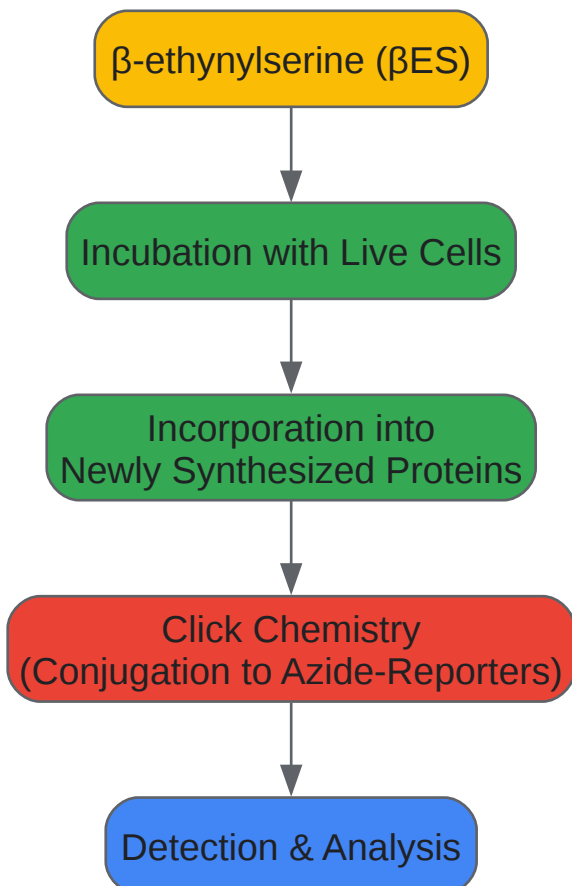 β-ethynylserine (βES)
Incubation with Live Cells
Incorporation into
Newly Synthesized Proteins
Click Chemistry
(Conjugation to Azide-Reporters)
Detection & Analysis